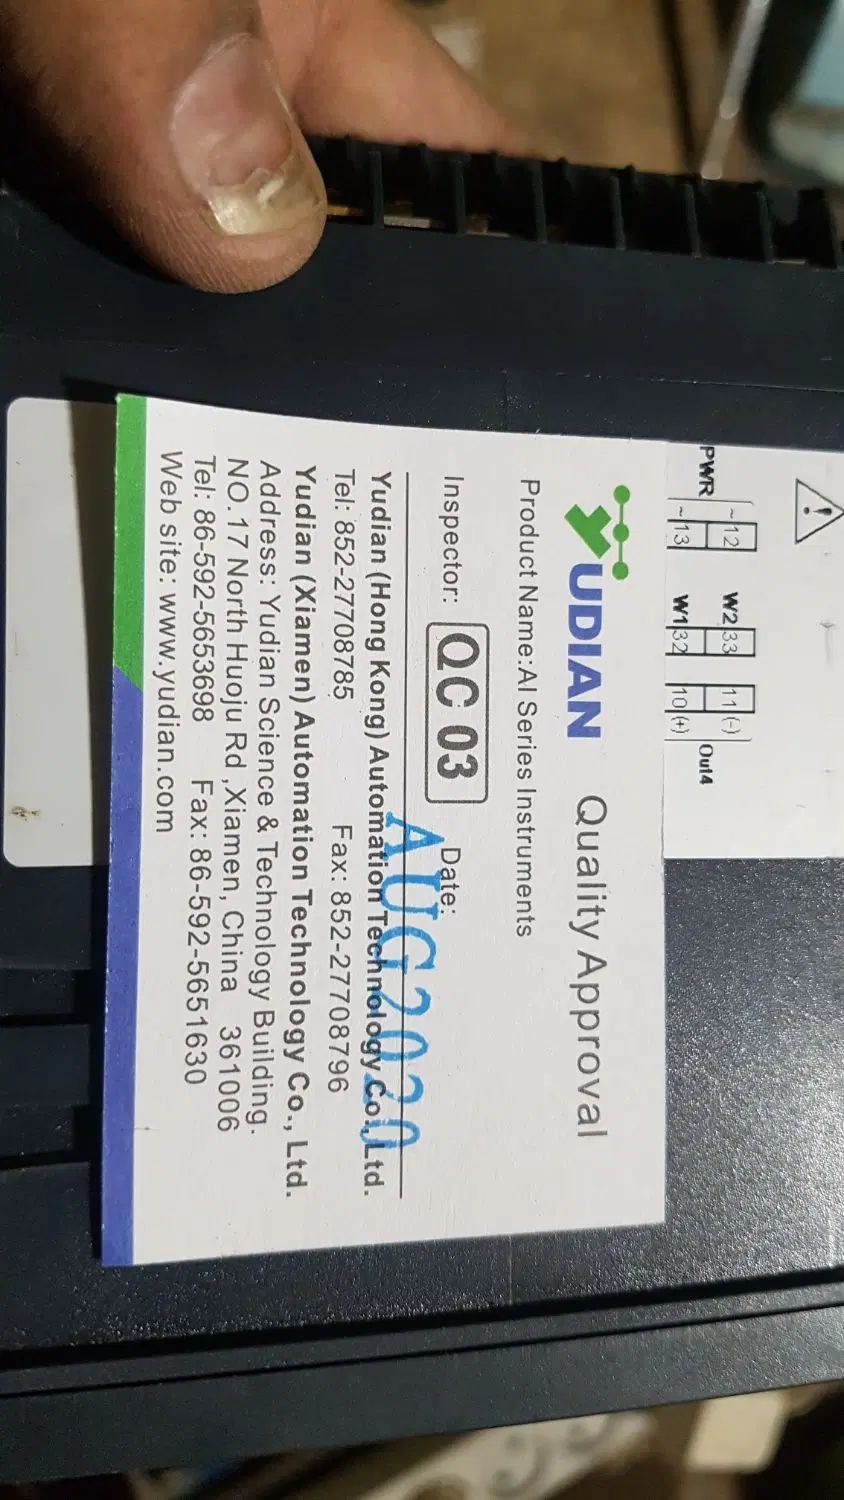 PWR
~ 12
W2 33
11 (-)
~ 13
W1 32
10 (+)
Out4
YUDIAN Quality Approval
Product Name:AI Series Instruments
Inspector: QC 03 Date:
AUG 2020
Yudian (Hong Kong) Automation Technology Co., Ltd.
Tel: 852-27708785 Fax: 852-27708796
Yudian (Xiamen) Automation Technology Co., Ltd.
Address: Yudian Science & Technology Building.
NO.17 North Huoju Rd ,Xiamen, China 361006
Tel: 86-592-5653698 Fax: 86-592-5651630
Web site: www.yudian.com